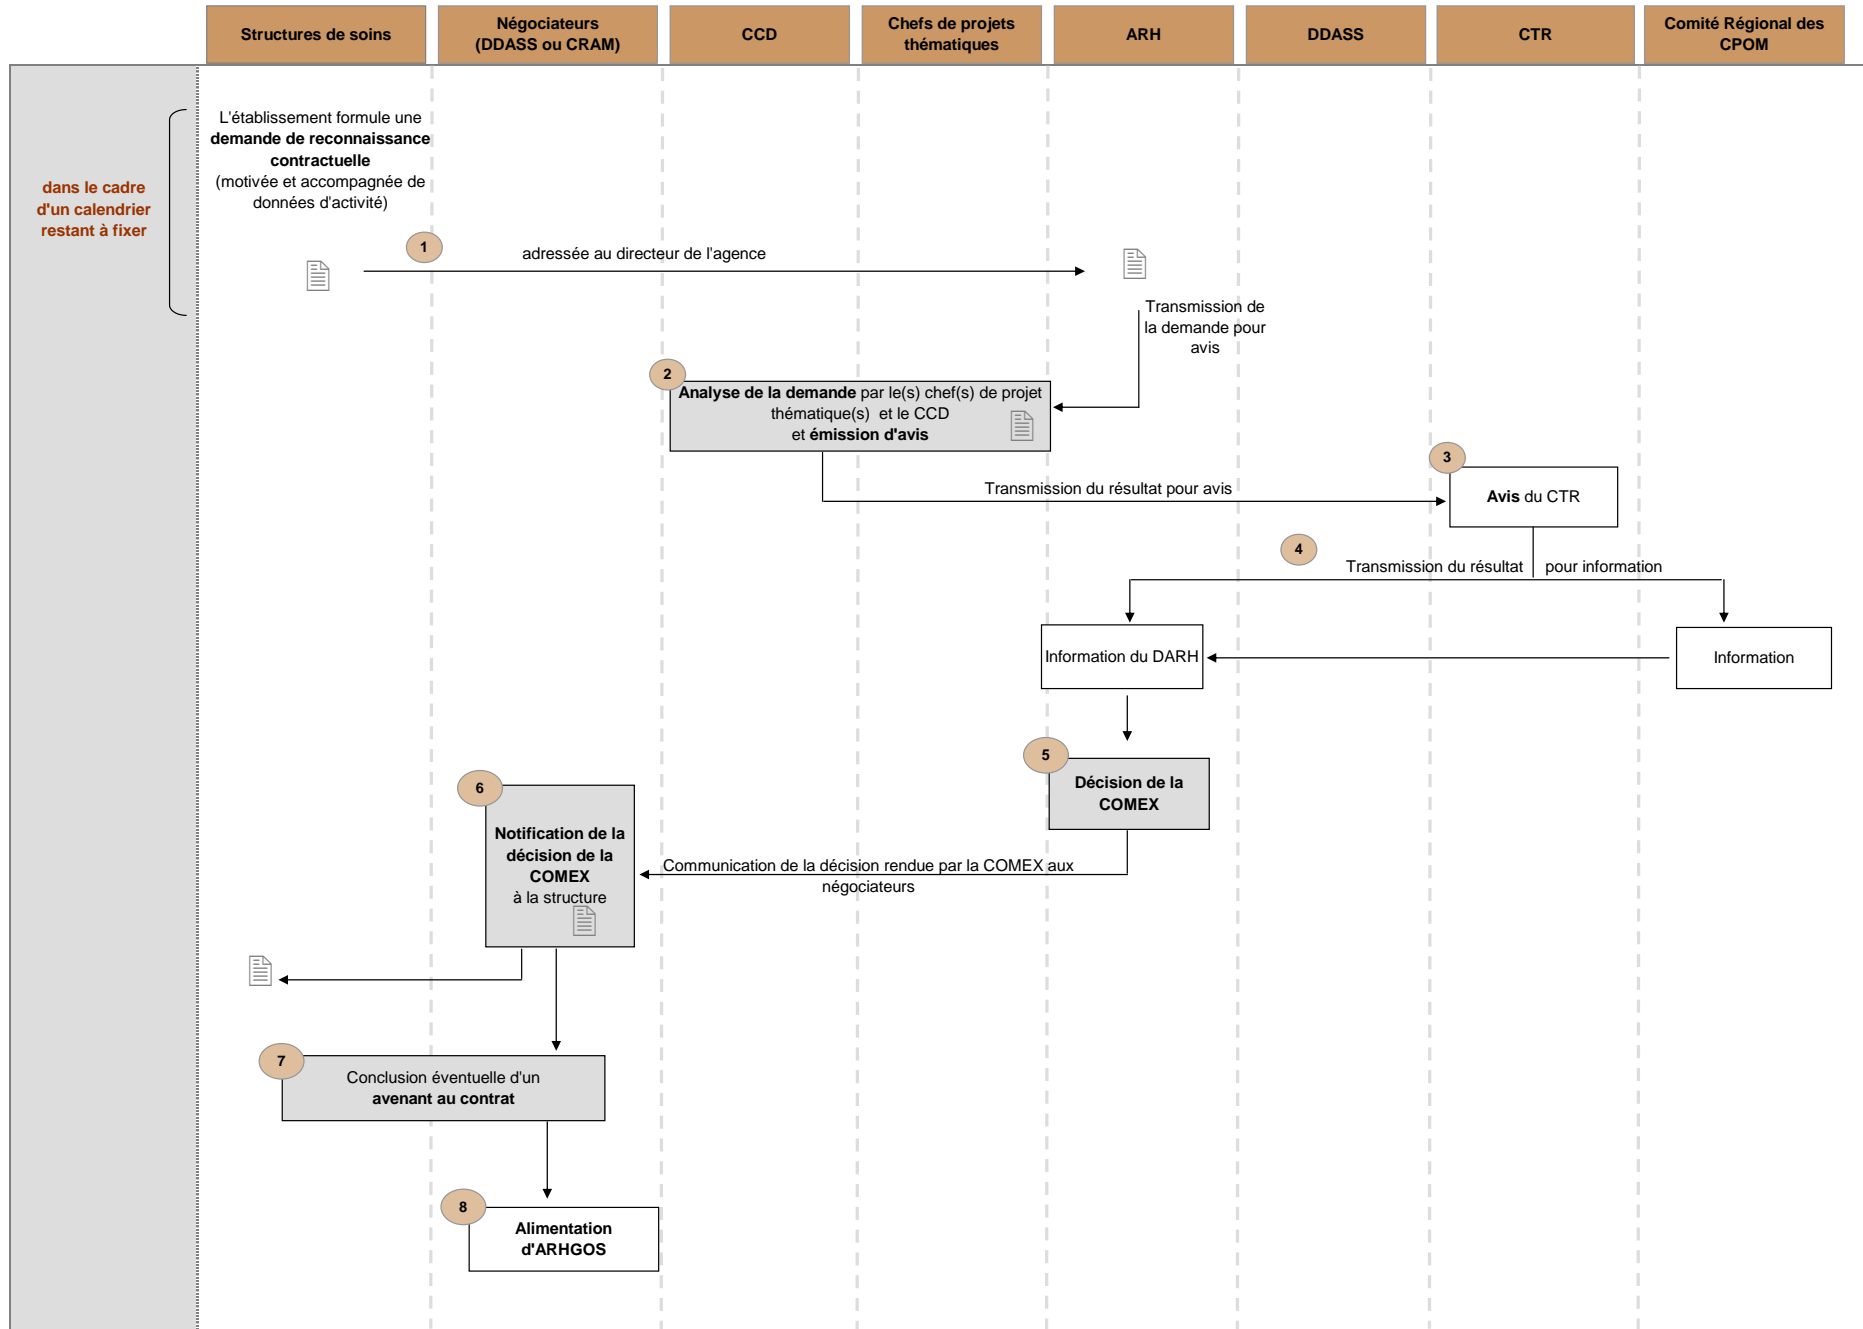 Structures de soins
Négociateurs
(DDASS ou CRAM)
CCD
Chefs de projets
thématiques
ARH
DDASS
CTR
Comité Régional des
CPOM
dans le cadre
d'un calendrier
restant à fixer
L'établissement formule une
demande de reconnaissance
contractuelle
(motivée et accompagnée de
données d'activité)
1
adressée au directeur de l'agence
Transmission de
la demande pour
avis
2
Analyse de la demande par le(s) chef(s) de projet
thématique(s) et le CCD
et émission d'avis
3
Transmission du résultat pour avis
Avis du CTR
4
Transmission du résultat pour information
Information du DARH
Information
5
Décision de la
COMEX
6
Notification de la
décision de la
COMEX
à la structure
Communication de la décision rendue par la COMEX aux
négociateurs
7
Conclusion éventuelle d'un
avenant au contrat
8
Alimentation
d'ARHGOS